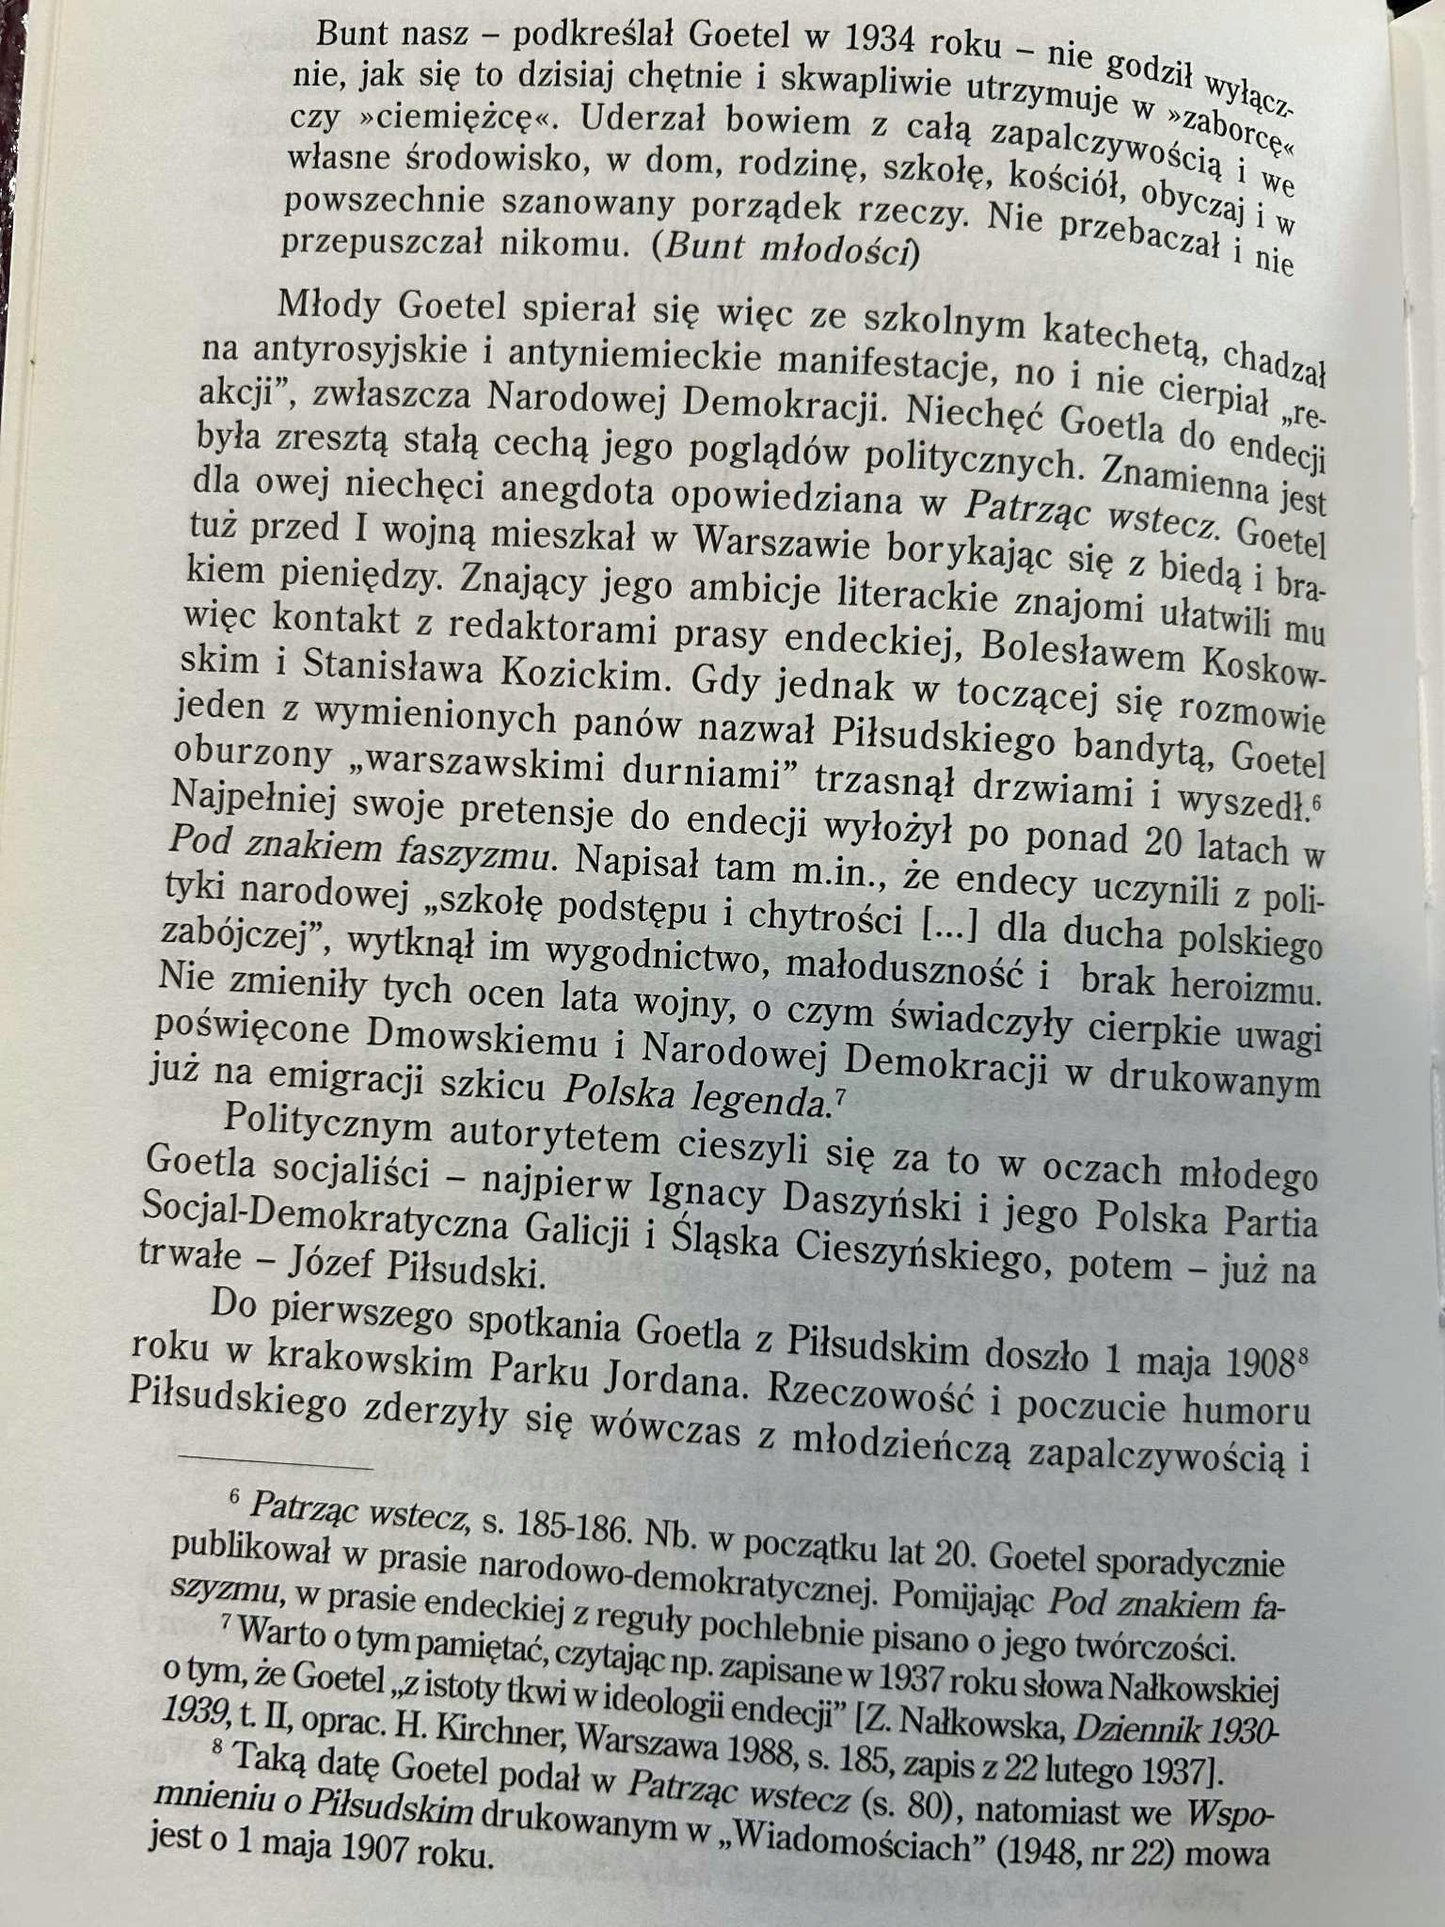 Bunt nasz – podkreślał Goetel w 1934 roku – nie godził wyłącz-
nie, jak się to dzisiaj chętnie i skwapliwie utrzymuje w »zaborcę«
czy »ciemiężcę«. Uderzał bowiem z całą zapalczywością i we
własne środowisko, w dom, rodzinę, szkołę, kościół, obyczaj i w
powszechnie szanowany porządek rzeczy. Nie przebaczał i nie
przepuszczał nikomu. (Bunt młodości)
Młody Goetel spierał się więc ze szkolnym katechetą, chadzał
na antyrosyjskie i antyniemieckie manifestacje, no i nie cierpiał „re-
akcji”, zwłaszcza Narodowej Demokracji. Niechęć Goetla do endecji
była zresztą stałą cechą jego poglądów politycznych. Znamienna jest
dla owej niechęci anegdota opowiedziana w Patrząc wstecz. Goetel
tuż przed I wojną mieszkał w Warszawie borykając się z biedą i bra-
kiem pieniędzy. Znający jego ambicje literackie znajomi ułatwili mu
więc kontakt z redaktorami prasy endeckiej, Bolesławem Koskow-
skim i Stanisława Kozickim. Gdy jednak w toczącej się rozmowie
jeden z wymienionych panów nazwał Piłsudskiego bandytą, Goetel
oburzony „warszawskimi durniami” trzasnął drzwiami i wyszedł.⁶
Najpełniej swoje pretensje do endecji wyłożył po ponad 20 latach w
Pod znakiem faszyzmu. Napisał tam m.in., że endecy uczynili z poli-
tyki narodowej „szkołę podstępu i chytrości [...] dla ducha polskiego
zabójczej”, wytknął im wygodnictwo, małoduszność i brak heroizmu.
Nie zmieniły tych ocen lata wojny, o czym świadczyły cierpkie uwagi
poświęcone Dmowskiemu i Narodowej Demokracji w drukowanym
już na emigracji szkicu Polska legenda.⁷
Politycznym autorytetem cieszyli się za to w oczach młodego
Goetla socjaliści – najpierw Ignacy Daszyński i jego Polska Partia
Socjal-Demokratyczna Galicji i Śląska Cieszyńskiego, potem – już na
trwałe – Józef Piłsudski.
Do pierwszego spotkania Goetla z Piłsudskim doszło 1 maja 1908⁸
roku w krakowskim Parku Jordana. Rzeczowość i poczucie humoru
Piłsudskiego zderzyły się wówczas z młodzieńczą zapalczywością i
⁶ Patrząc wstecz, s. 185-186. Nb. w początku lat 20. Goetel sporadycznie
publikował w prasie narodowo-demokratycznej. Pomijając Pod znakiem fa-
szyzmu, w prasie endeckiej z reguły pochlebnie pisano o jego twórczości.
⁷ Warto o tym pamiętać, czytając np. zapisane w 1937 roku słowa Nałkowskiej
o tym, że Goetel „z istoty tkwi w ideologii endecji” [Z. Nałkowska, Dziennik 1930-
1939, t. II, oprac. H. Kirchner, Warszawa 1988, s. 185, zapis z 22 lutego 1937].
⁸ Taką datę Goetel podał w Patrząc wstecz (s. 80), natomiast we Wspo-
mnieniu o Piłsudskim drukowanym w „Wiadomościach” (1948, nr 22) mowa
jest o 1 maja 1907 roku.